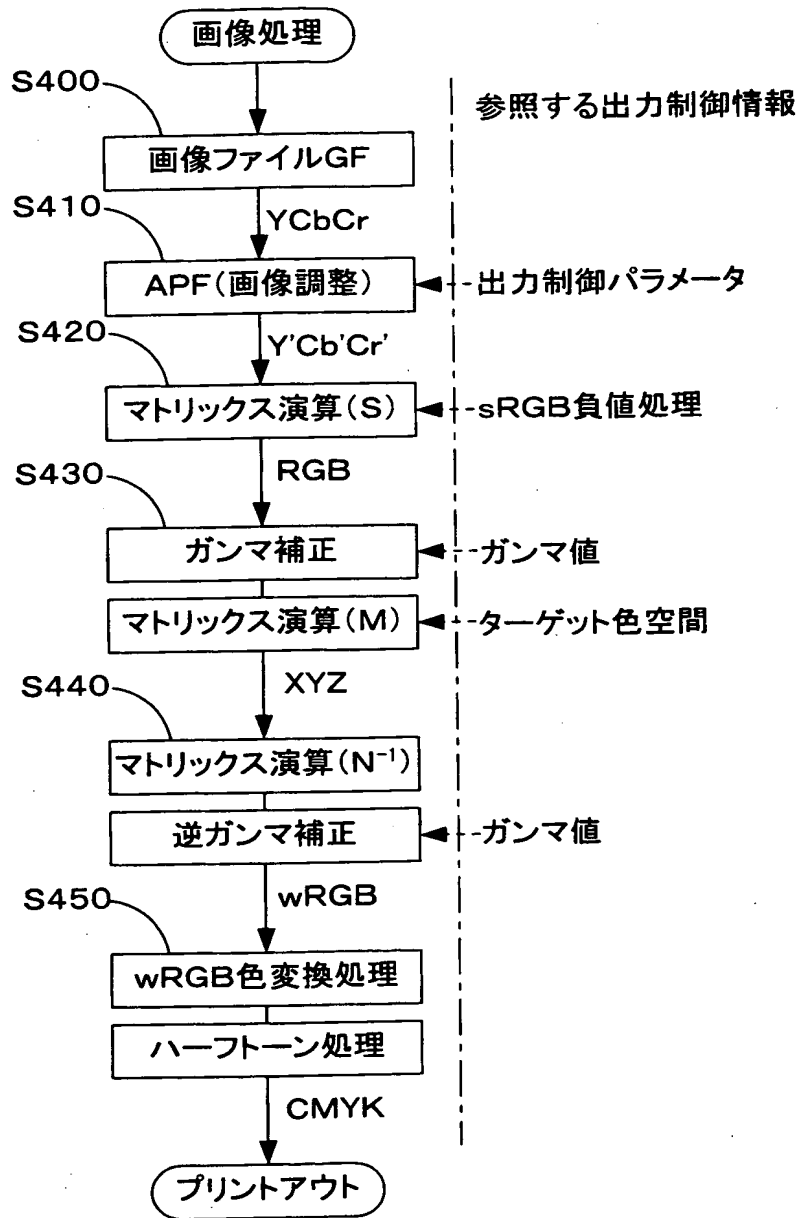 画像処理
S400
参照する出力制御情報
画像ファイルGF
S410
YCbCr
APF(画像調整)
出力制御パラメータ
S420
Y'Cb'Cr'
マトリックス演算(S)
sRGB負値処理
S430
RGB
ガンマ補正
ガンマ値
マトリックス演算(M)
ターゲット色空間
S440
XYZ
マトリックス演算(N⁻¹)
逆ガンマ補正
ガンマ値
S450
wRGB
wRGB色変換処理
ハーフトーン処理
CMYK
プリントアウト